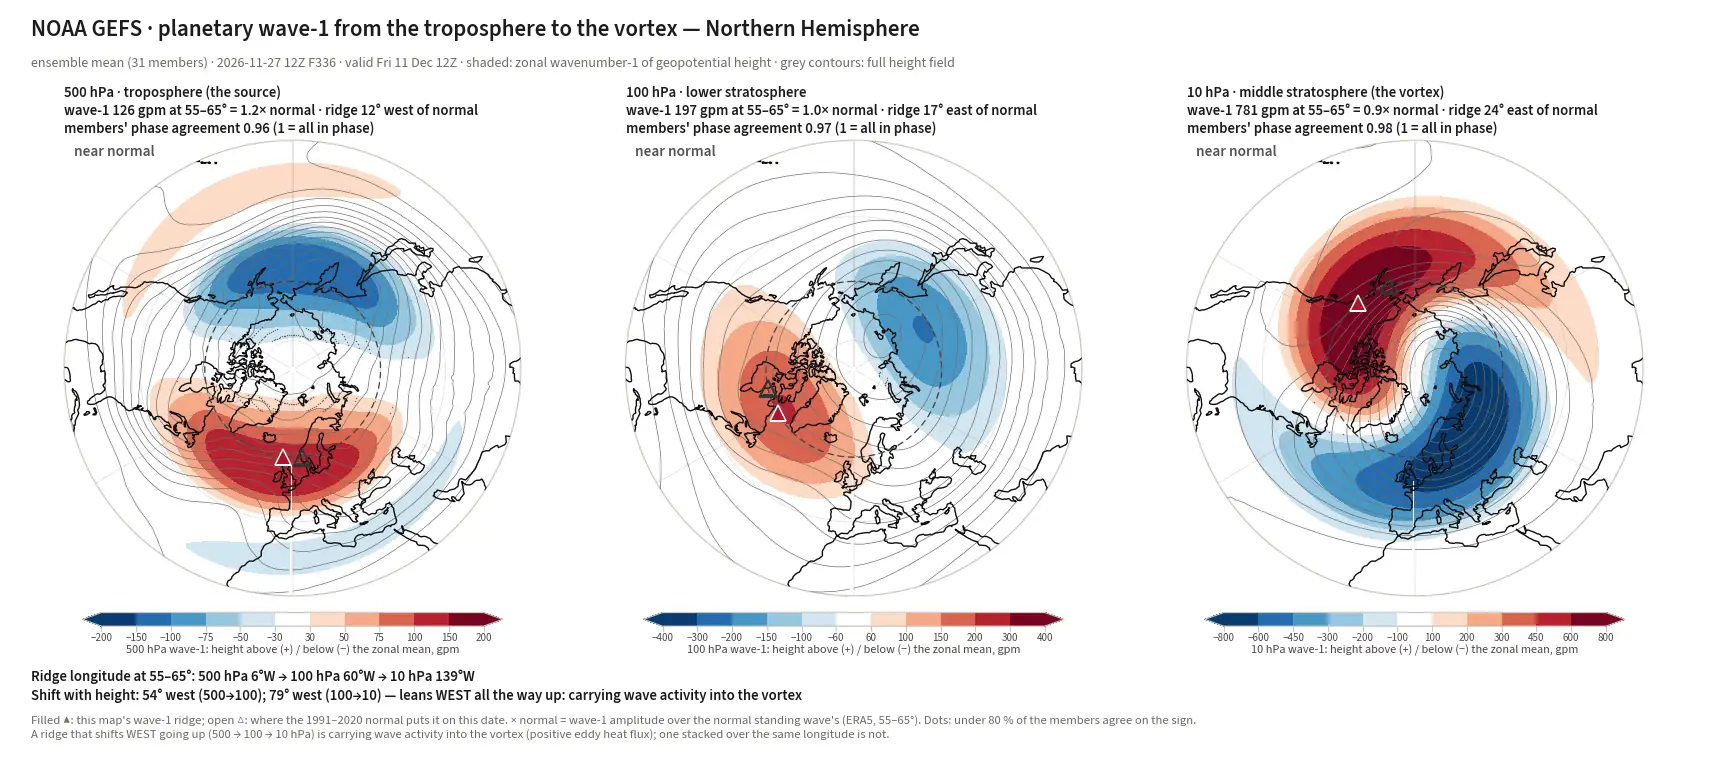 NOAA GEFS · planetary wave-1 from the troposphere to the vortex — Northern Hemisphere
ensemble mean (31 members) · 2026-11-27 12Z F336 · valid Fri 11 Dec 12Z · shaded: zonal wavenumber-1 of geopotential height · grey contours: full height field
500 hPa · troposphere (the source)
wave-1 126 gpm at 55–65° = 1.2× normal · ridge 12° west of normal
members' phase agreement 0.96 (1 = all in phase)
near normal
100 hPa · lower stratosphere
wave-1 197 gpm at 55–65° = 1.0× normal · ridge 17° east of normal
members' phase agreement 0.97 (1 = all in phase)
near normal
10 hPa · middle stratosphere (the vortex)
wave-1 781 gpm at 55–65° = 0.9× normal · ridge 24° east of normal
members' phase agreement 0.98 (1 = all in phase)
near normal
−200 −150 −100 −75 −50 −30 30 50 75 100 150 200
500 hPa wave-1: height above (+) / below (−) the zonal mean, gpm
−400 −300 −200 −150 −100 −60 60 100 150 200 300 400
100 hPa wave-1: height above (+) / below (−) the zonal mean, gpm
−800 −600 −450 −300 −200 −100 100 200 300 450 600 800
10 hPa wave-1: height above (+) / below (−) the zonal mean, gpm
Ridge longitude at 55–65°: 500 hPa 6°W → 100 hPa 60°W → 10 hPa 139°W
Shift with height: 54° west (500→100); 79° west (100→10) — leans WEST all the way up: carrying wave activity into the vortex
Filled ▲: this map's wave-1 ridge; open △: where the 1991–2020 normal puts it on this date. × normal = wave-1 amplitude over the normal standing wave's (ERA5, 55–65°). Dots: under 80 % of the members agree on the sign.
A ridge that shifts WEST going up (500 → 100 → 10 hPa) is carrying wave activity into the vortex (positive eddy heat flux); one stacked over the same longitude is not.